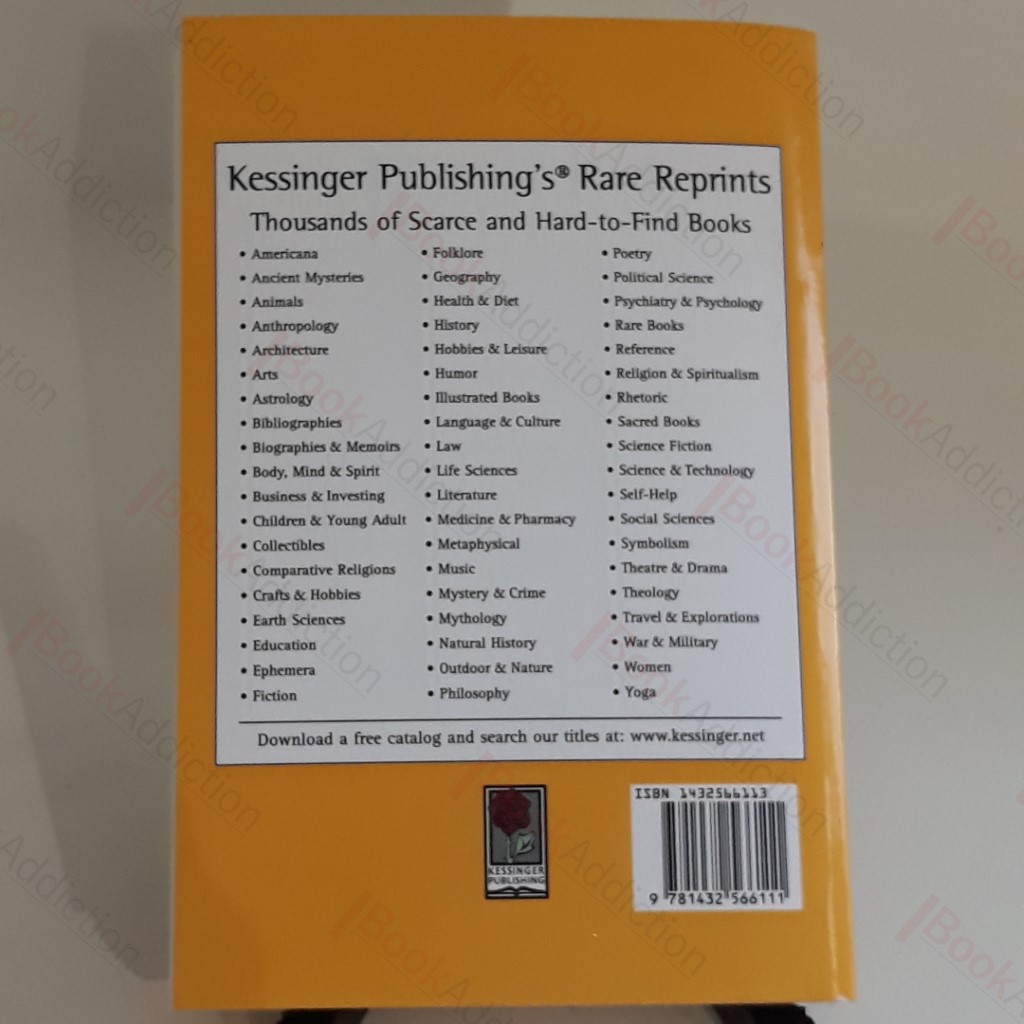 Kessinger Publishing's® Rare Reprints
Thousands of Scarce and Hard-to-Find Books
• Americana
• Ancient Mysteries
• Animals
• Anthropology
• Architecture
• Arts
• Astrology
• Bibliographies
• Biographies & Memoirs
• Body, Mind & Spirit
• Business & Investing
• Children & Young Adult
• Collectibles
• Comparative Religions
• Crafts & Hobbies
• Earth Sciences
• Education
• Ephemera
• Fiction
• Folklore
• Geography
• Health & Diet
• History
• Hobbies & Leisure
• Humor
• Illustrated Books
• Language & Culture
• Law
• Life Sciences
• Literature
• Medicine & Pharmacy
• Metaphysical
• Music
• Mystery & Crime
• Mythology
• Natural History
• Outdoor & Nature
• Philosophy
• Poetry
• Political Science
• Psychiatry & Psychology
• Rare Books
• Reference
• Religion & Spiritualism
• Rhetoric
• Sacred Books
• Science Fiction
• Science & Technology
• Self-Help
• Social Sciences
• Symbolism
• Theatre & Drama
• Theology
• Travel & Explorations
• War & Military
• Women
• Yoga
Download a free catalog and search our titles at: www.kessinger.net
KESSINGER
PUBLISHING
ISBN 1432566113
9 781432 566111
BookAddiction